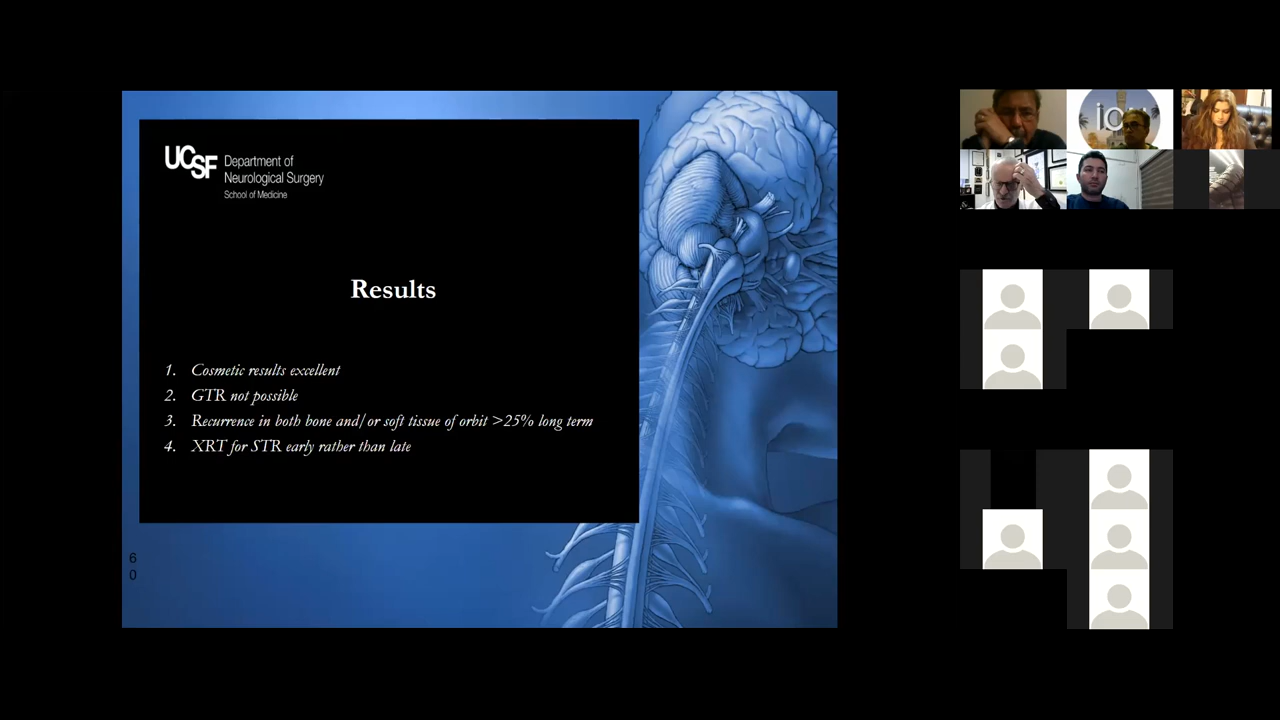 UCSF Department of
Neurological Surgery
School of Medicine
Results
1. Cosmetic results excellent
2. GTR not possible
3. Recurrence in both bone and/or soft tissue of orbit >25% long term
4. XRT for STR early rather than late
6
0